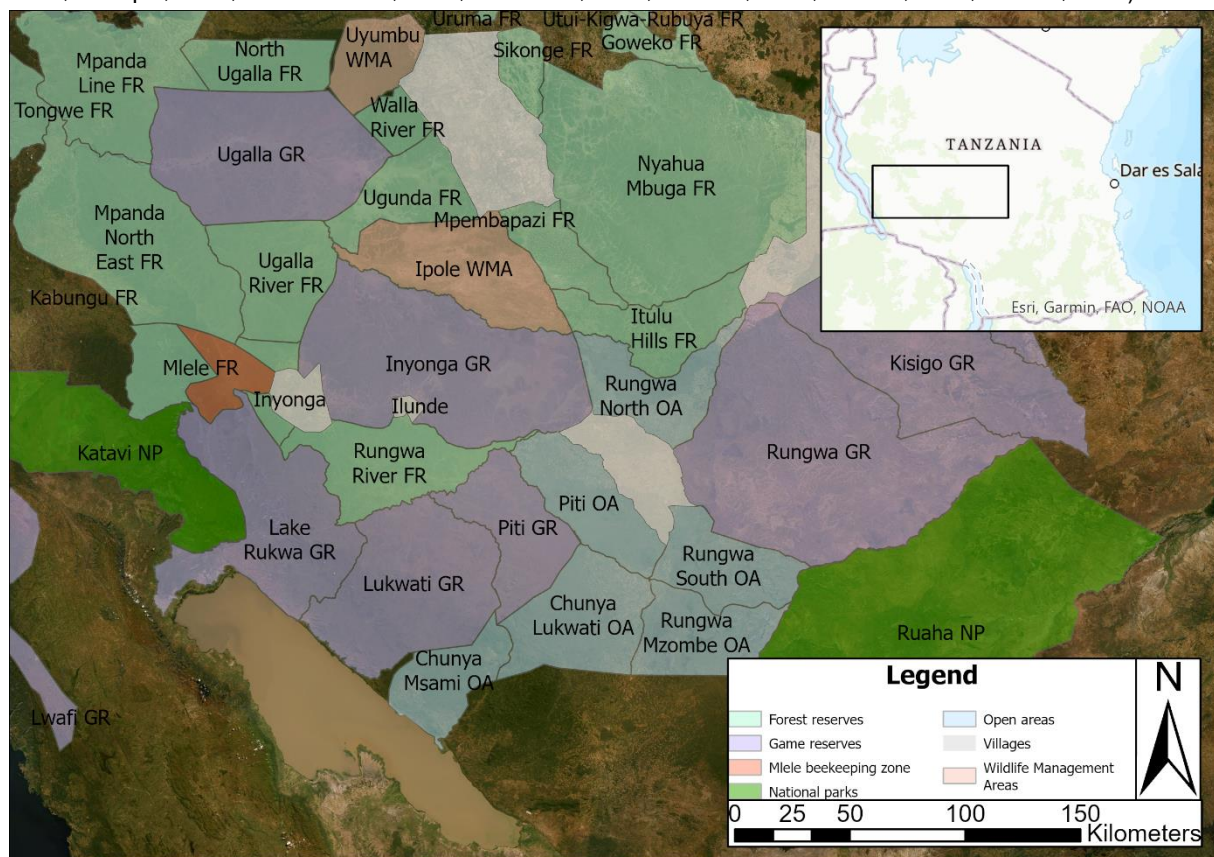 Uruma FR
Utui-Kigwa-Rubuya FR
Goweko FR
Sikonge FR
Uyumbu
WMA
North
Ugalla FR
Mpanda
Line FR
Tongwe FR
Walla
River FR
Ugalla GR
Nyahua
Mbuga FR
Ugunda FR
Mpembapazi FR
Mpanda
North
East FR
Ugalla
River FR
Ipole WMA
Kabungu FR
Itulu
Hills FR
Mlele FR
Inyonga GR
Kisigo GR
Inyonga
Ilunde
Rungwa
North OA
Katavi NP
Rungwa
River FR
Rungwa GR
Piti OA
Lake
Rukwa GR
Piti GR
Lukwati GR
Rungwa
South OA
Chunya
Lukwati OA
Rungwa
Mzombe OA
Ruaha NP
Chunya
Msami OA
Lwafi GR
TANZANIA
Dar es Sala
Esri, Garmin, FAO, NOAA
Legend
Forest reserves
Game reserves
Mlele beekeeping zone
National parks
Open areas
Villages
Wildlife Management
Areas
N
0 25 50 100 150
Kilometers